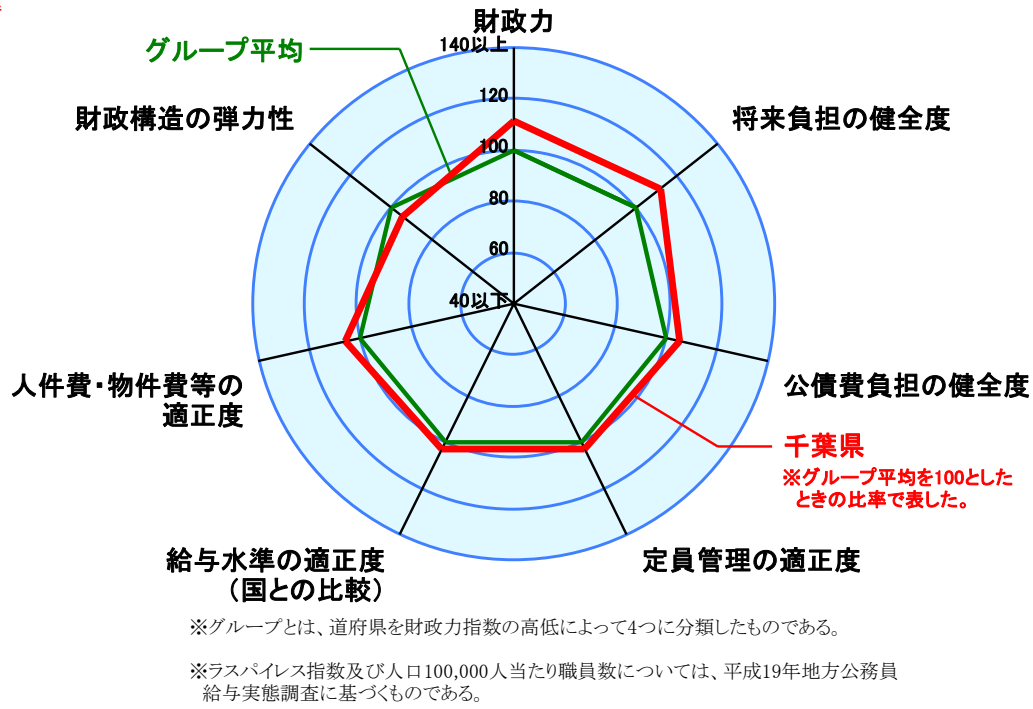 財政力
140以上
グループ平均
120
財政構造の弾力性
将来負担の健全度
100
80
60
40以下
人件費・物件費等の
適正度
公債費負担の健全度
千葉県
※グループ平均を100とした
ときの比率で表した。
給与水準の適正度
（国との比較）
定員管理の適正度
※グループとは、道府県を財政力指数の高低によって4つに分類したものである。
※ラスパイレス指数及び人口100,000人当たり職員数については、平成19年地方公務員
給与実態調査に基づくものである。